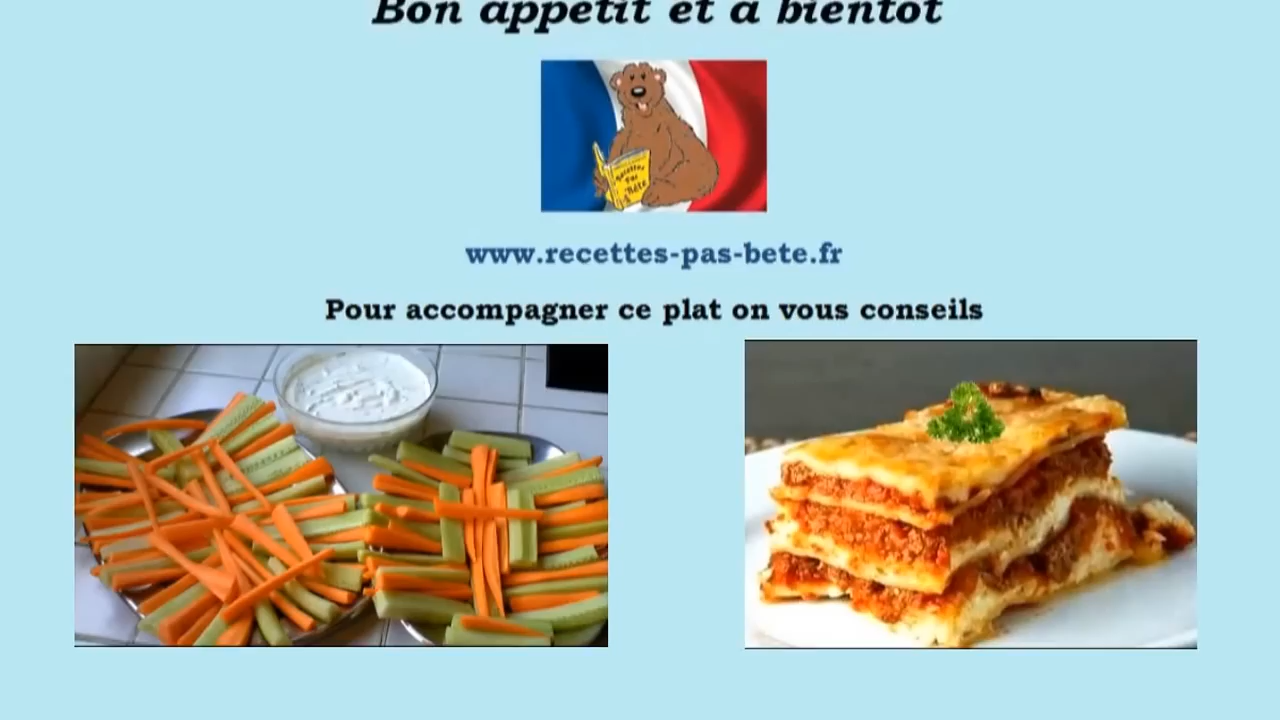 Bon appétit et à bientôt
www.recettes-pas-bete.fr
Pour accompagner ce plat on vous conseils